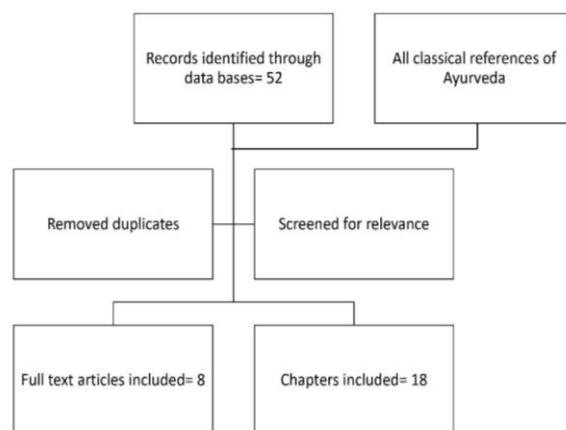 Records identified through
data bases= 52
All classical references of
Ayurveda
Removed duplicates
Screened for relevance
Full text articles included= 8
Chapters included= 18